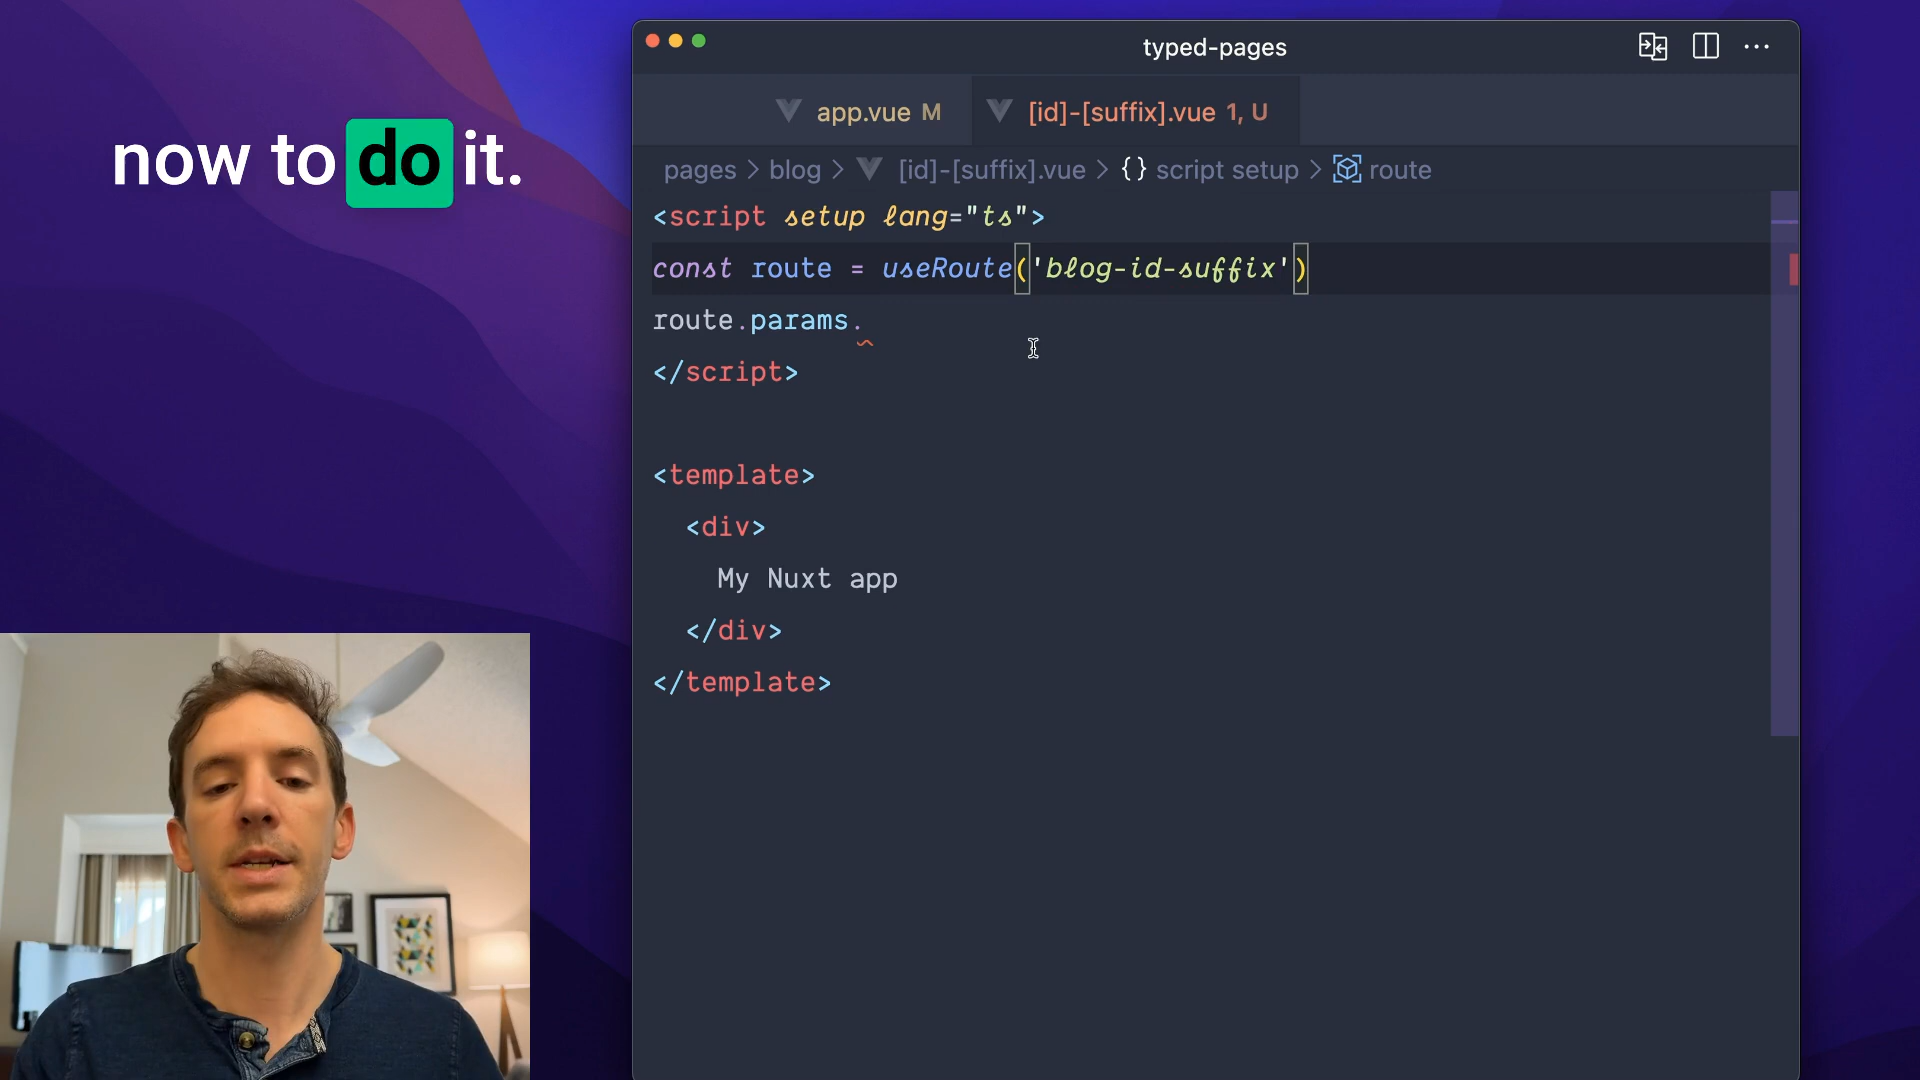 now to do it.
typed-pages
app.vue M
[id]-[suffix].vue 1, U
pages > blog > [id]-[suffix].vue > {} script setup > route
<script setup lang="ts">
const route = useRoute('blog-id-suffix')
route.params.
</script>
<template>
<div>
My Nuxt app
</div>
</template>